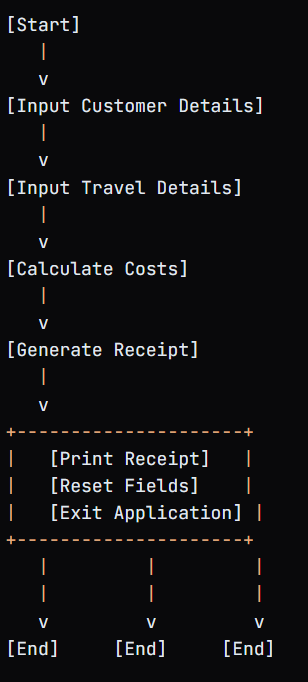 [Start]
   |
   v
[Input Customer Details]
   |
   v
[Input Travel Details]
   |
   v
[Calculate Costs]
   |
   v
[Generate Receipt]
   |
   v
+---------------------+
|   [Print Receipt]   |
|   [Reset Fields]    |
|   [Exit Application] |
+---------------------+
   |         |         |
   |         |         |
   v         v         v
[End]     [End]     [End]